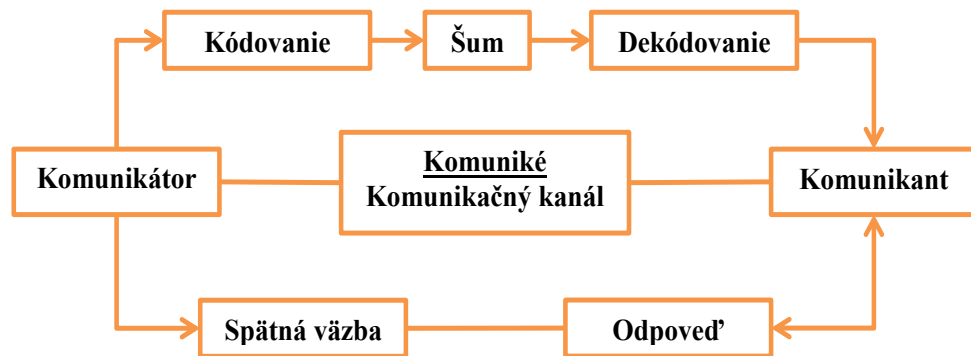 Kódovanie
Šum
Dekódovanie
Komunikátor
Komuniké
Komunikačný kanál
Komunikant
Spätná väzba
Odpoveď